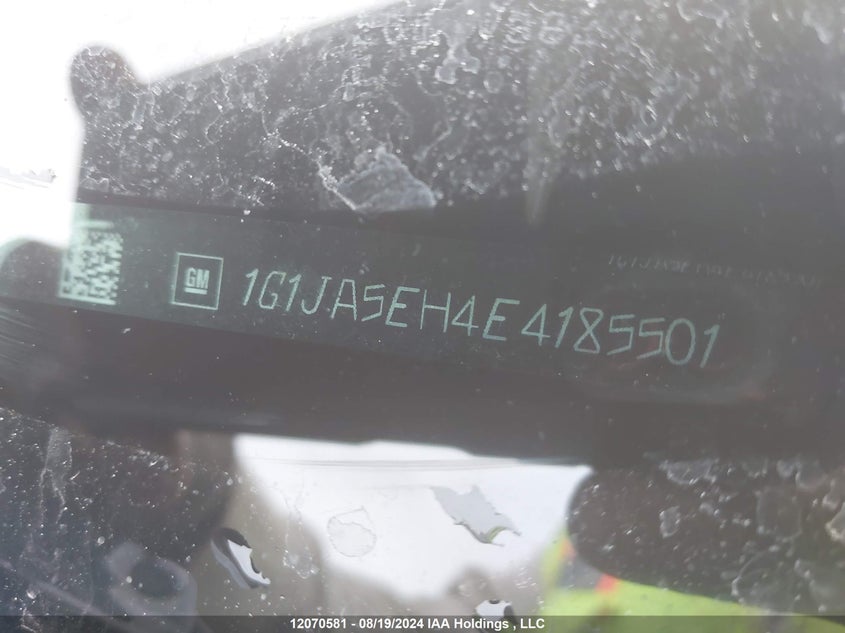 GM
1G1JA5EH4E4185501
12070581 - 08/19/2024 IAA Holdings , LLC